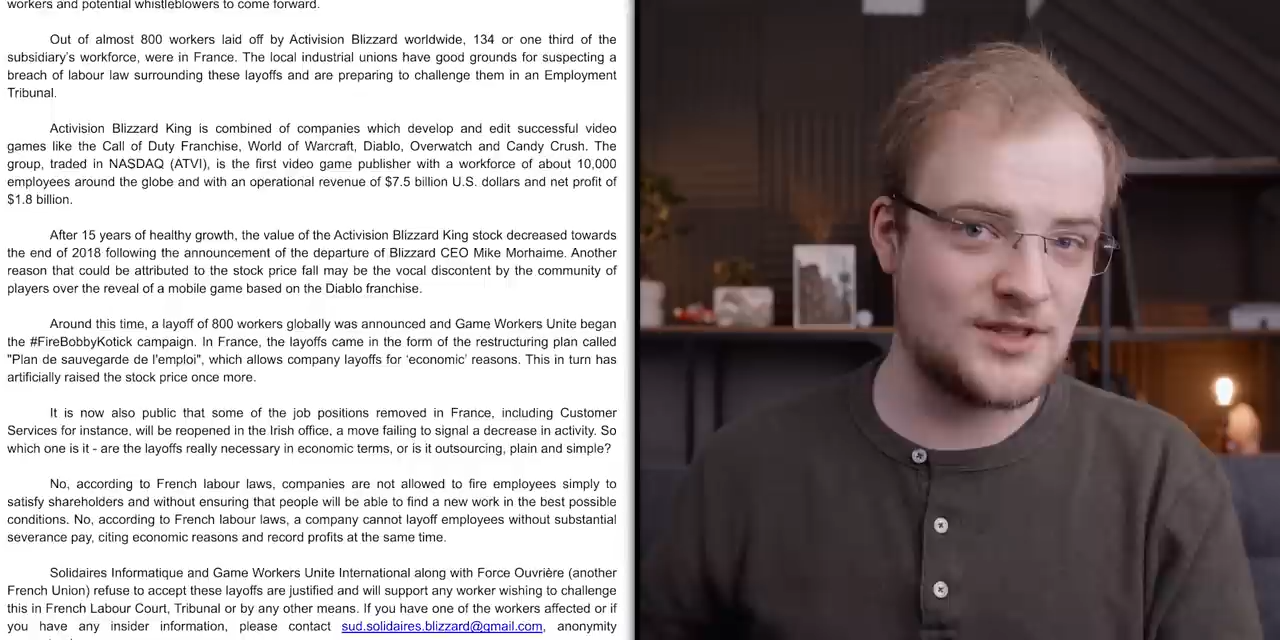 workers and potential whistleblowers to come forward.
Out of almost 800 workers laid off by Activision Blizzard worldwide, 134 or one third of the
subsidiary's workforce, were in France. The local industrial unions have good grounds for suspecting a
breach of labour law surrounding these layoffs and are preparing to challenge them in an Employment
Tribunal.
Activision Blizzard King is combined of companies which develop and edit successful video
games like the Call of Duty Franchise, World of Warcraft, Diablo, Overwatch and Candy Crush. The
group, traded in NASDAQ (ATVI), is the first video game publisher with a workforce of about 10,000
employees around the globe and with an operational revenue of $7.5 billion U.S. dollars and net profit of
$1.8 billion.
After 15 years of healthy growth, the value of the Activision Blizzard King stock decreased towards
the end of 2018 following the announcement of the departure of Blizzard CEO Mike Morhaime. Another
reason that could be attributed to the stock price fall may be the vocal discontent by the community of
players over the reveal of a mobile game based on the Diablo franchise.
Around this time, a layoff of 800 workers globally was announced and Game Workers Unite began
the #FireBobbyKotick campaign. In France, the layoffs came in the form of the restructuring plan called
"Plan de sauvegarde de l'emploi", which allows company layoffs for 'economic' reasons. This in turn has
artificially raised the stock price once more.
It is now also public that some of the job positions removed in France, including Customer
Services for instance, will be reopened in the Irish office, a move failing to signal a decrease in activity. So
which one is it - are the layoffs really necessary in economic terms, or is it outsourcing, plain and simple?
No, according to French labour laws, companies are not allowed to fire employees simply to
satisfy shareholders and without ensuring that people will be able to find a new work in the best possible
conditions. No, according to French labour laws, a company cannot layoff employees without substantial
severance pay, citing economic reasons and record profits at the same time.
Solidaires Informatique and Game Workers Unite International along with Force Ouvrière (another
French Union) refuse to accept these layoffs are justified and will support any worker wishing to challenge
this in French Labour Court, Tribunal or by any other means. If you have one of the workers affected or if
you have any insider information, please contact sud.solidaires.blizzard@gmail.com, anonymity